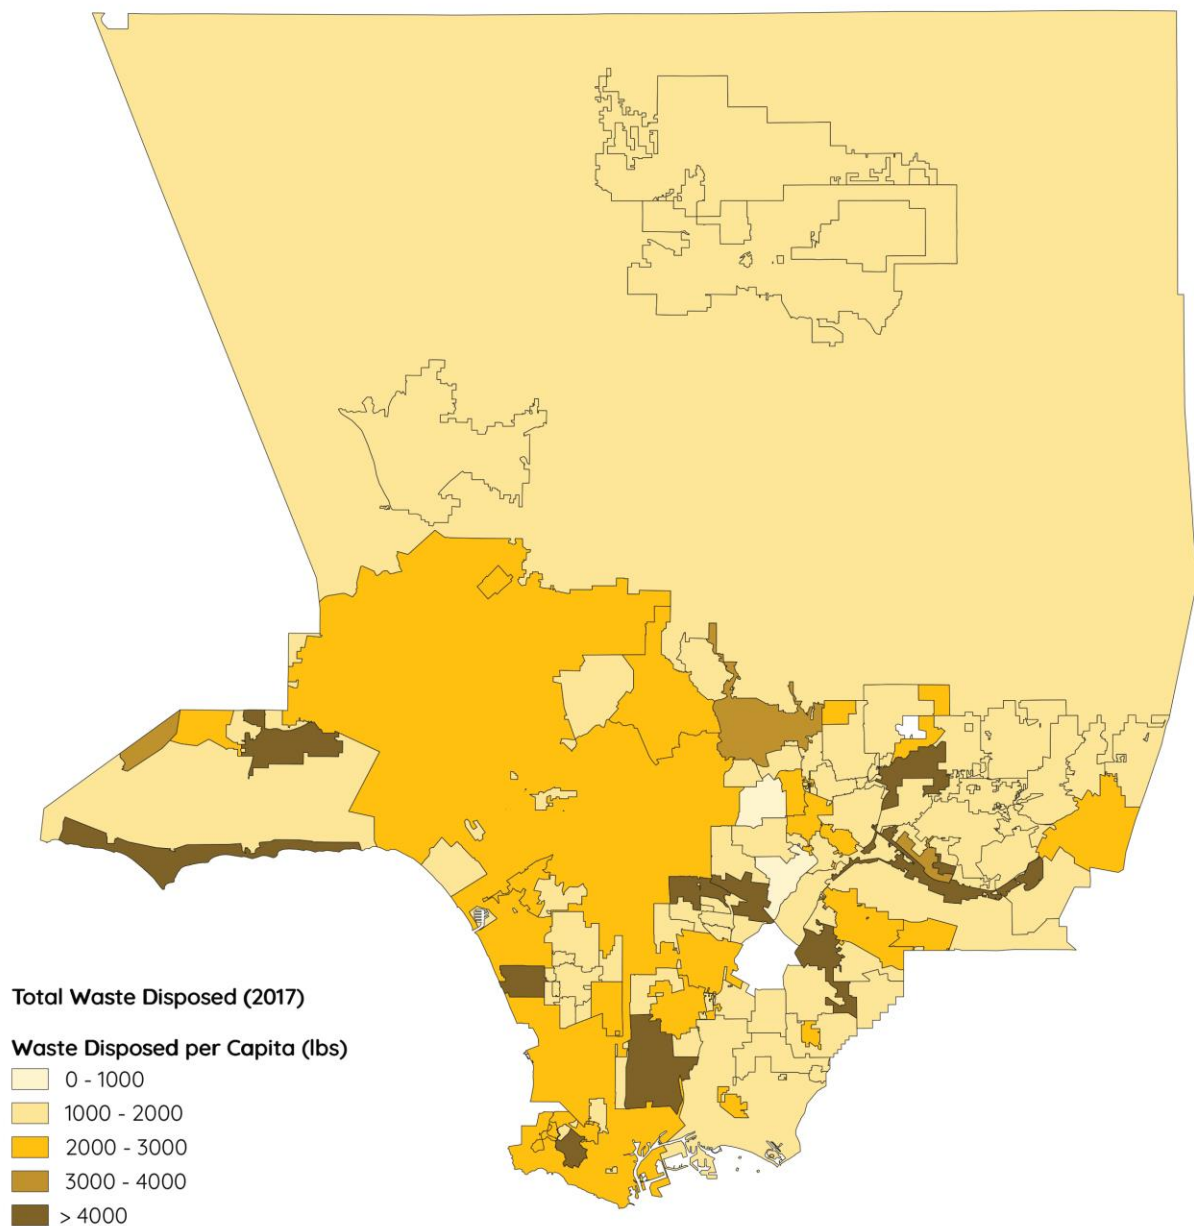 Total Waste Disposed (2017)
Waste Disposed per Capita (lbs)
0 - 1000
1000 - 2000
2000 - 3000
3000 - 4000
> 4000